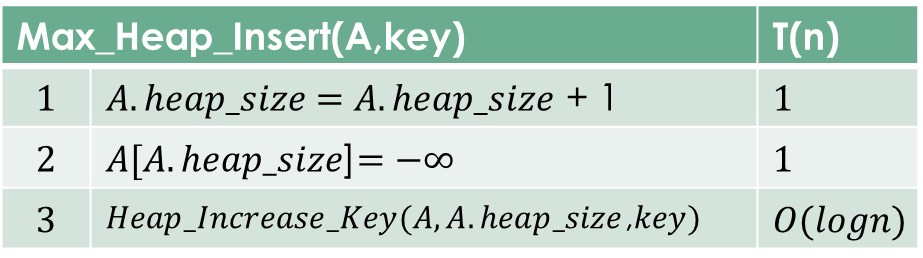 Max_Heap_Insert(A,key) T(n)
1 A.heap_size = A.heap_size + 1 1
2 A[A.heap_size]= −∞ 1
3 Heap_Increase_Key(A, A.heap_size,key) O(logn)